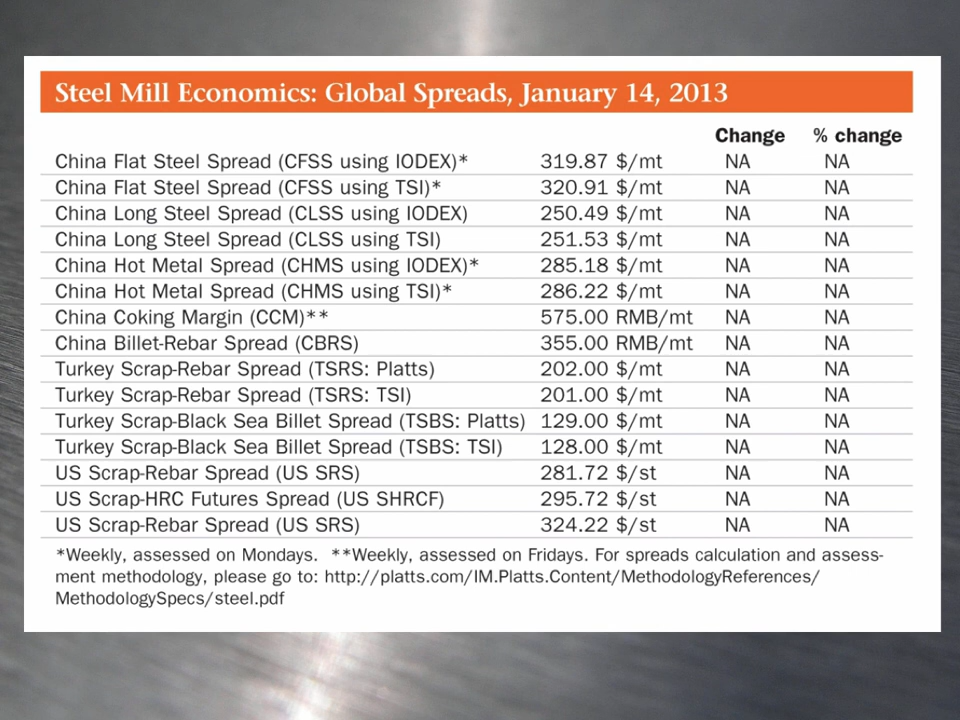 Steel Mill Economics: Global Spreads, January 14, 2013
Change % change
China Flat Steel Spread (CFSS using IODEX)* 319.87 $/mt NA NA
China Flat Steel Spread (CFSS using TSI)* 320.91 $/mt NA NA
China Long Steel Spread (CLSS using IODEX) 250.49 $/mt NA NA
China Long Steel Spread (CLSS using TSI) 251.53 $/mt NA NA
China Hot Metal Spread (CHMS using IODEX)* 285.18 $/mt NA NA
China Hot Metal Spread (CHMS using TSI)* 286.22 $/mt NA NA
China Coking Margin (CCM)** 575.00 RMB/mt NA NA
China Billet-Rebar Spread (CBRS) 355.00 RMB/mt NA NA
Turkey Scrap-Rebar Spread (TSRS: Platts) 202.00 $/mt NA NA
Turkey Scrap-Rebar Spread (TSRS: TSI) 201.00 $/mt NA NA
Turkey Scrap-Black Sea Billet Spread (TSBS: Platts) 129.00 $/mt NA NA
Turkey Scrap-Black Sea Billet Spread (TSBS: TSI) 128.00 $/mt NA NA
US Scrap-Rebar Spread (US SRS) 281.72 $/st NA NA
US Scrap-HRC Futures Spread (US SHRCF) 295.72 $/st NA NA
US Scrap-Rebar Spread (US SRS) 324.22 $/st NA NA
*Weekly, assessed on Mondays. **Weekly, assessed on Fridays. For spreads calculation and assess-
ment methodology, please go to: http://platts.com/IM.Platts.Content/MethodologyReferences/
MethodologySpecs/steel.pdf